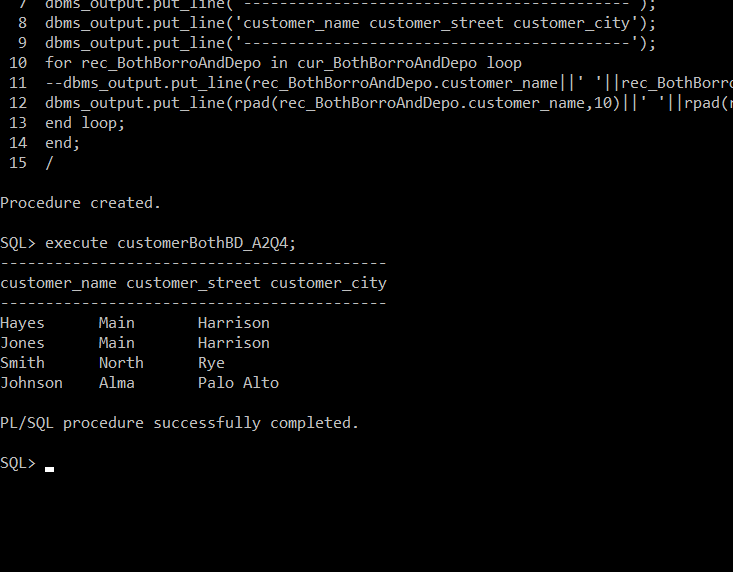 7 dbms_output.put_line('-------------------------------------------');
8 dbms_output.put_line('customer_name customer_street customer_city');
9 dbms_output.put_line('-------------------------------------------');
10 for rec_BothBorroAndDepo in cur_BothBorroAndDepo loop
11 --dbms_output.put_line(rec_BothBorroAndDepo.customer_name||' '||rec_BothBorro
12 dbms_output.put_line(rpad(rec_BothBorroAndDepo.customer_name,10)||' '||rpad(r
13 end loop;
14 end;
15 /
Procedure created.
SQL> execute customerBothBD_A2Q4;
-------------------------------------------
customer_name customer_street customer_city
-------------------------------------------
Hayes      Main       Harrison
Jones      Main       Harrison
Smith      North      Rye
Johnson    Alma       Palo Alto
PL/SQL procedure successfully completed.
SQL>